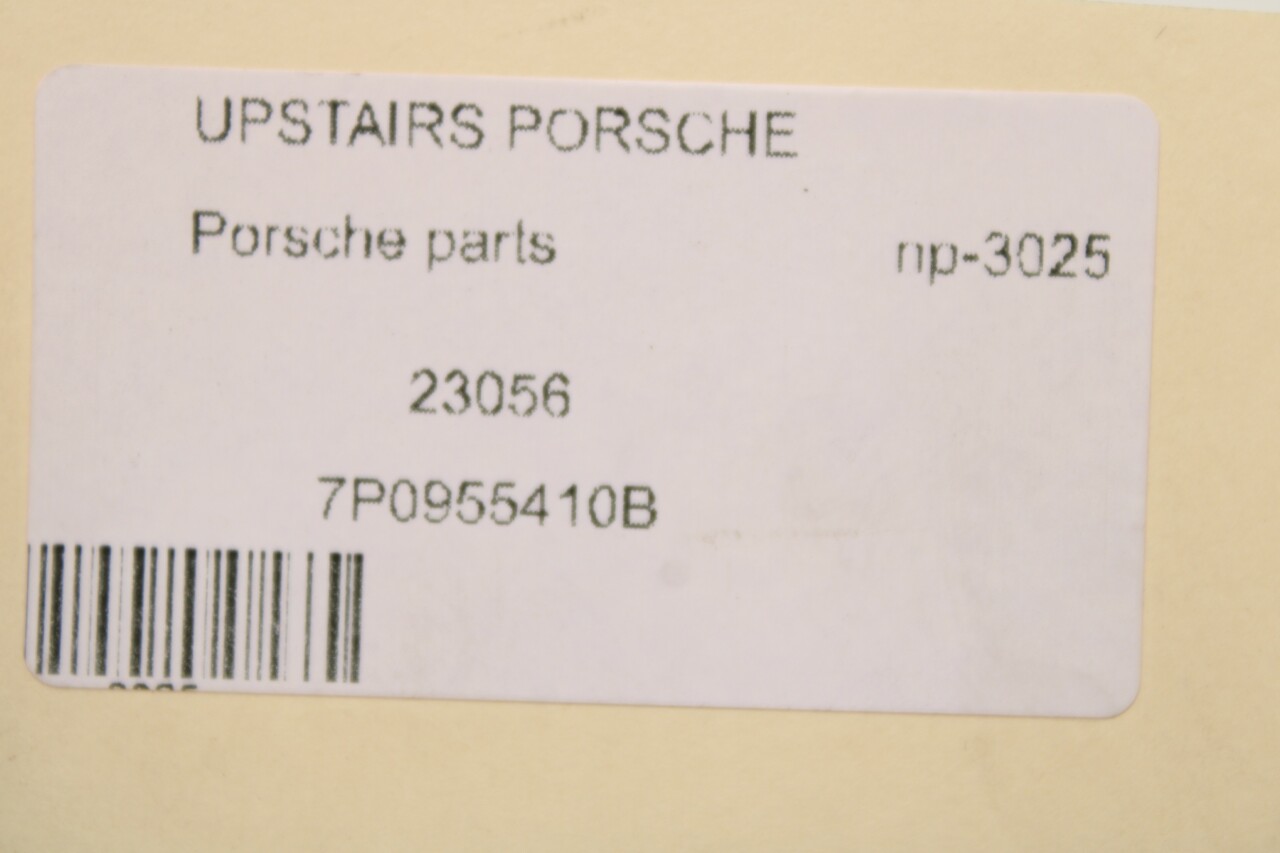 UPSTAIRS PORSCHE
Porsche parts np-3025
23056
7P0955410B